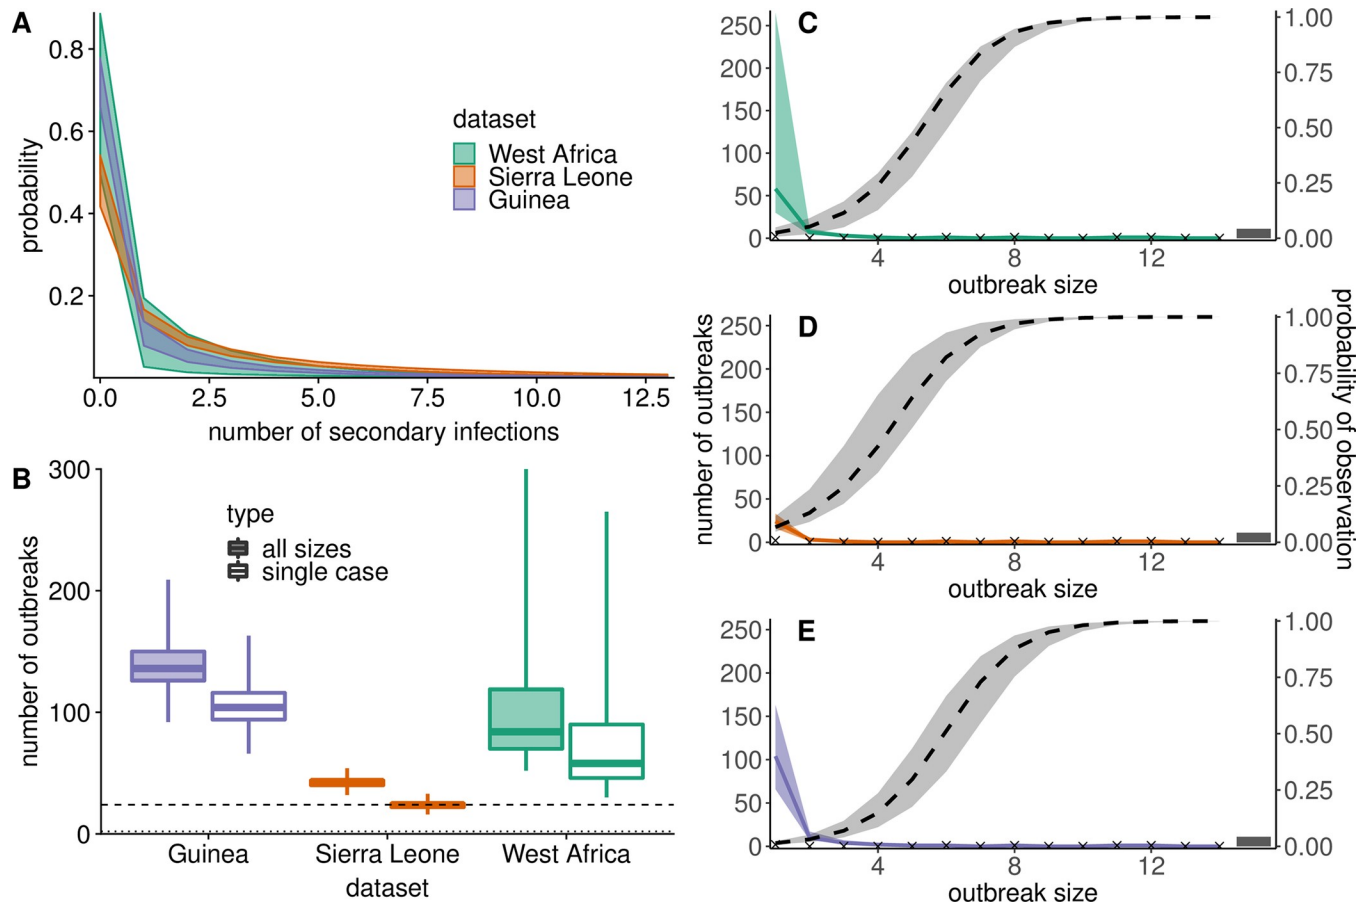 A
0.8
0.6
0.4
0.2
probability
dataset
West Africa
Sierra Leone
Guinea
0.0 2.5 5.0 7.5 10.0 12.5
number of secondary infections
B
300
200
100
0
number of outbreaks
type
all sizes
single case
Guinea Sierra Leone West Africa
dataset
C
250
200
150
100
50
0
1.00
0.75
0.50
0.25
0.00
4 8 12
outbreak size
D
250
200
150
100
50
0
number of outbreaks
1.00
0.75
0.50
0.25
0.00
probability of observation
4 8 12
outbreak size
E
250
200
150
100
50
0
1.00
0.75
0.50
0.25
0.00
4 8 12
outbreak size